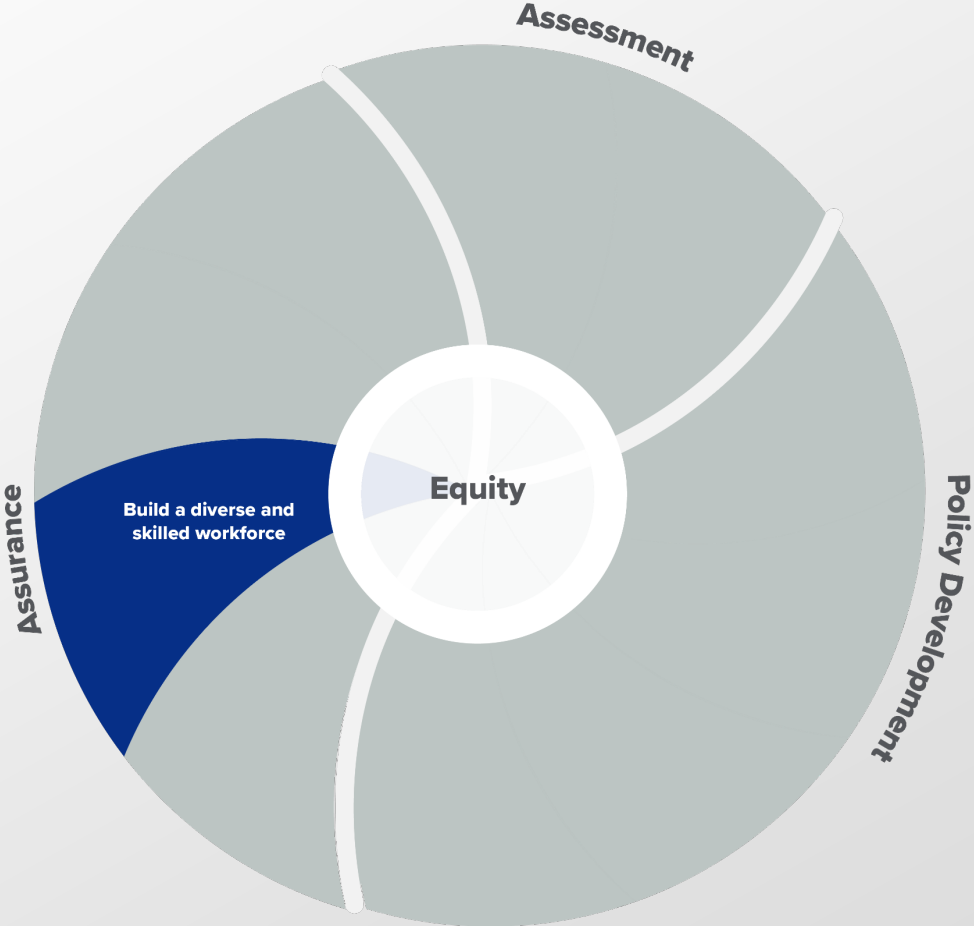 Assessment
Build a diverse and
skilled workforce
Equity
Assurance
Policy Development